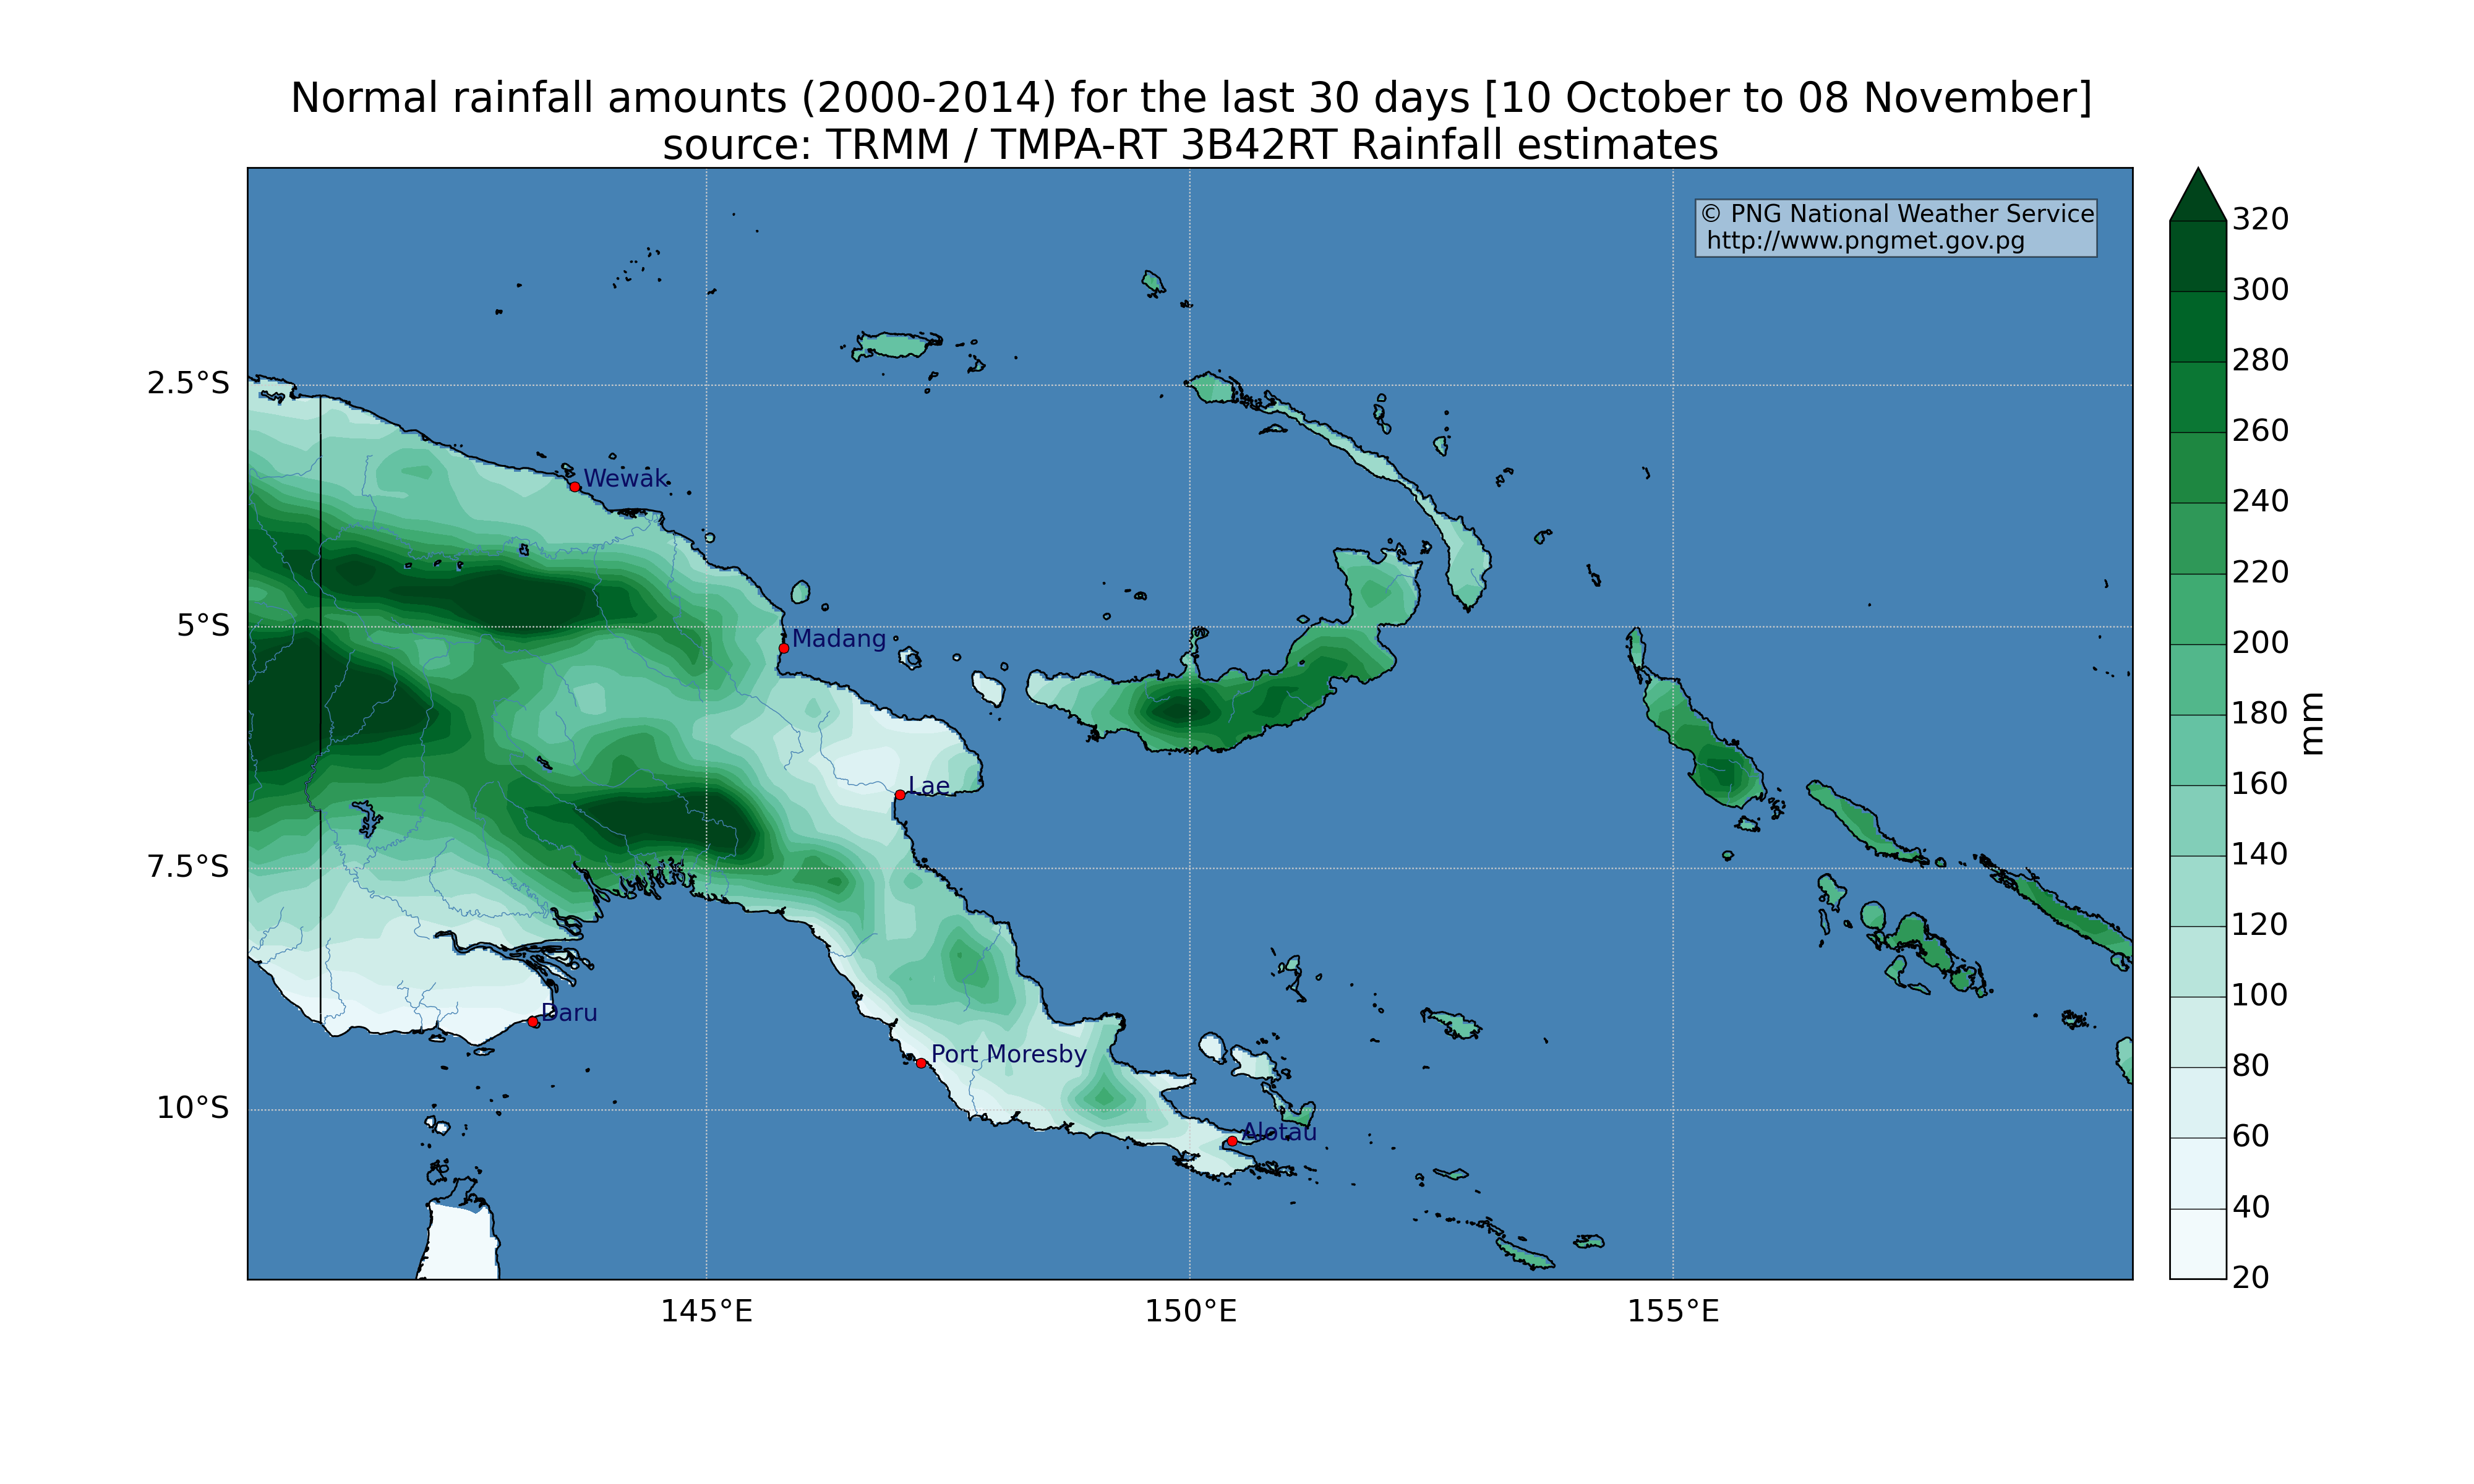 Normal rainfall amounts (2000-2014) for the last 30 days [10 October to 08 November]
source: TRMM / TMPA-RT 3B42RT Rainfall estimates
© PNG National Weather Service
http://www.pngmet.gov.pg
2.5°S
5°S
7.5°S
10°S
Wewak
Madang
Lae
Daru
Port Moresby
Alotau
145°E
150°E
155°E
320
300
280
260
240
220
200
180
160
140
120
100
80
60
40
20
mm